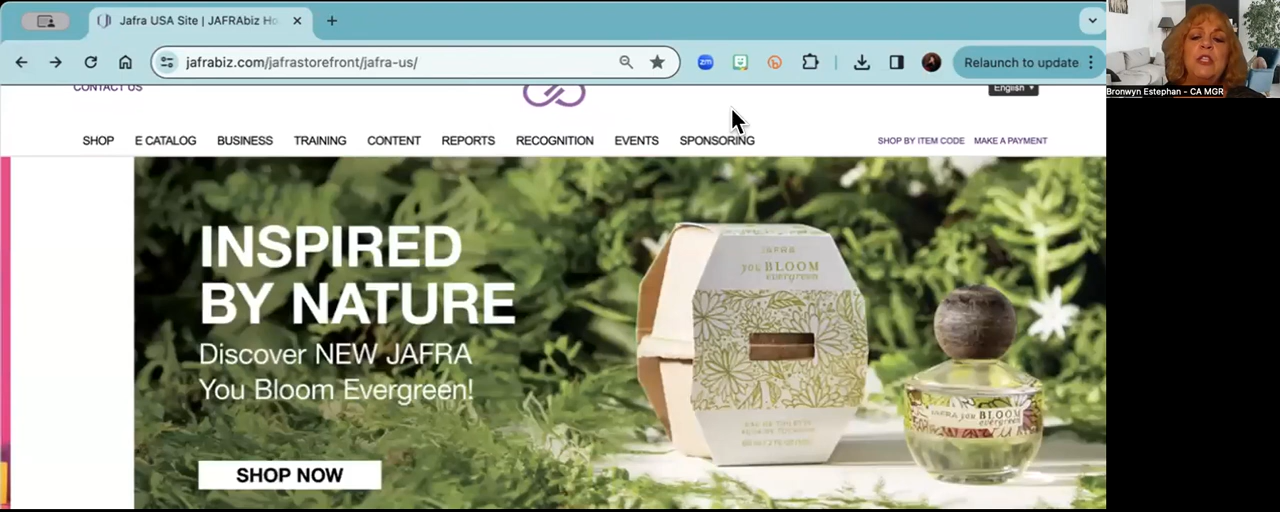 Jafra USA Site | JAFRAbiz Ho
jafrabiz.com/jafrastorefront/jafra-us/
zm
Relaunch to update
Bronwyn Estephan - CA MGR
CONTACT US
English
SHOP E CATALOG BUSINESS TRAINING CONTENT REPORTS RECOGNITION EVENTS SPONSORING SHOP BY ITEM CODE MAKE A PAYMENT
INSPIRED
BY NATURE
Discover NEW JAFRA
You Bloom Evergreen!
SHOP NOW
JAFRA
you BLOOM
evergreen
JAFRA you BLOOM
evergreen